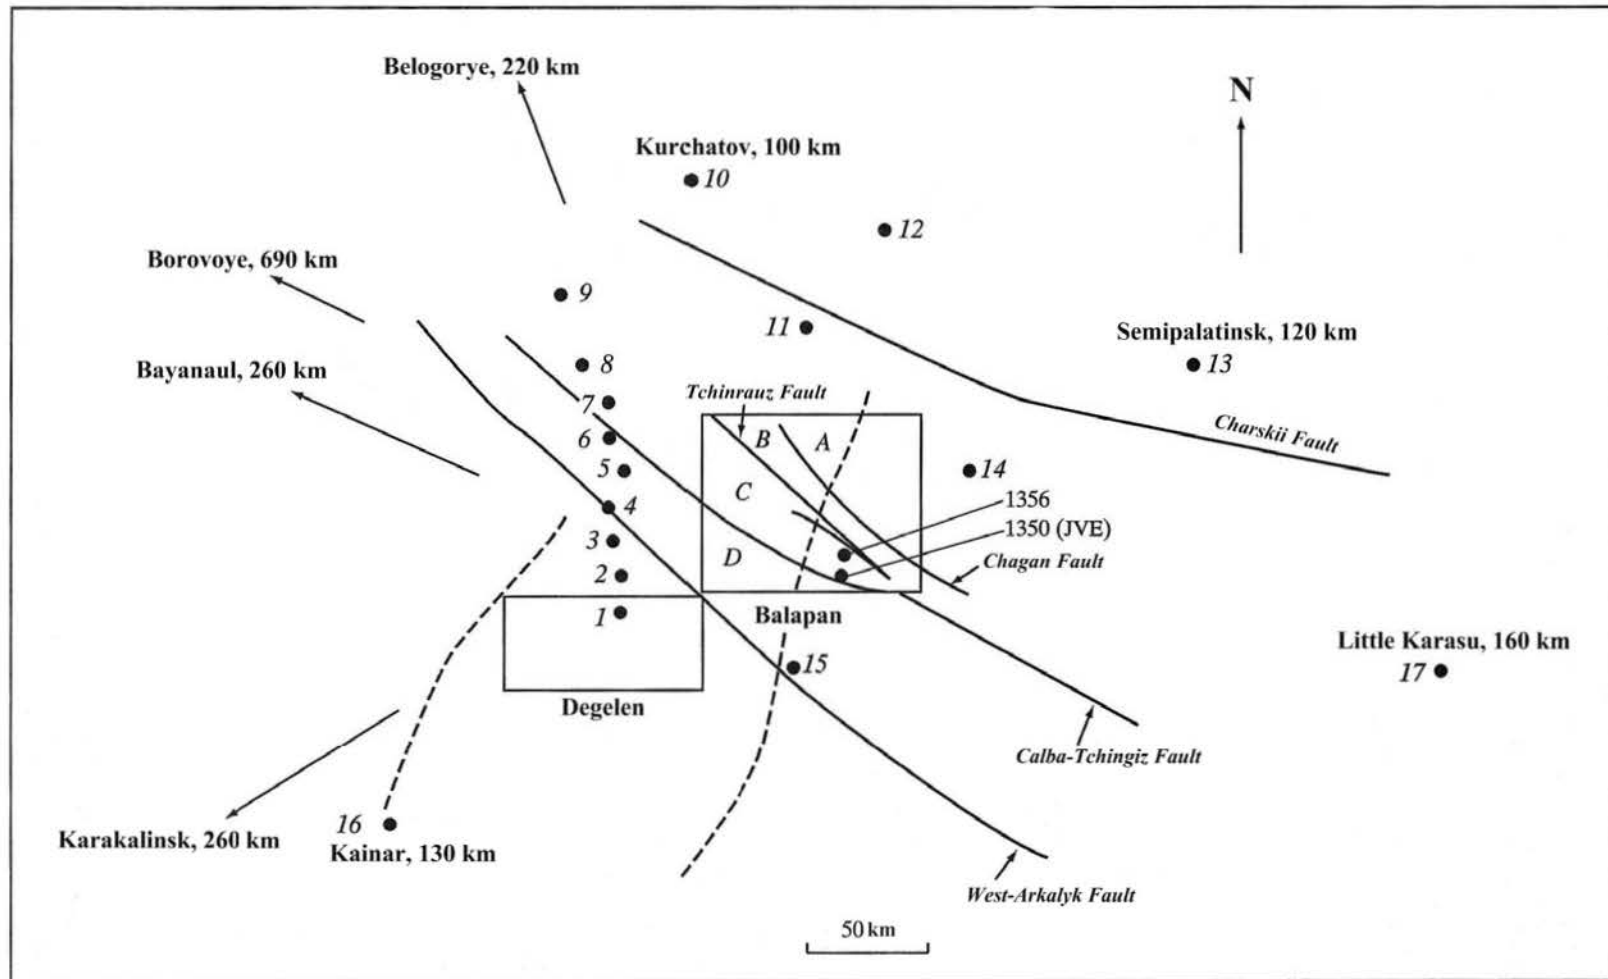 Belogorye, 220 km
N
Kurchatov, 100 km
10
12
Borovoye, 690 km
9
11
Semipalatinsk, 120 km
13
Bayanaul, 260 km
8
Tchinrauz Fault
7
B
A
Charskii Fault
6
5
14
C
1356
4
1350 (JVE)
3
D
Chagan Fault
2
1
Balapan
Little Karasu, 160 km
15
17
Degelen
Calba-Tchingiz Fault
16
Karakalinsk, 260 km
Kainar, 130 km
West-Arkalyk Fault
50 km